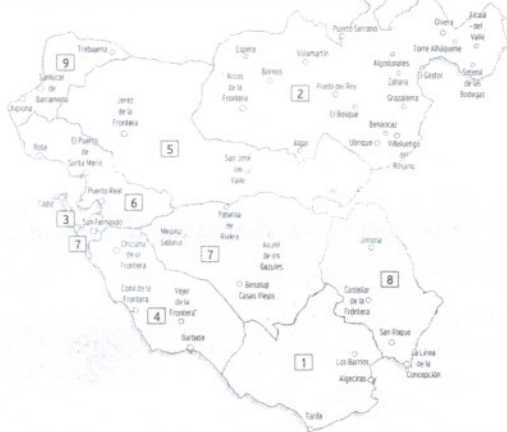 Puerto Serrano
Olvera
Alcalá
del
Valle
Torre Alháquime
Setenil
de las
Bodegas
Trebujena
9
Sanlúcar
de
Barrameda
Chipiona
Espera
Villamartín
Algodonales
Zahara
El Gastor
Arcos
de la
Frontera
Bornos
2
Prado del Rey
Grazalema
El Bosque
Benaocaz
Ubrique
Villaluenga
del
Rosario
Jerez
de la
Frontera
Rota
El Puerto
de
Santa María
5
San José
del
Valle
Algar
Puerto Real
6
Cádiz
3
San Fernando
7
Chiclana
de la
Frontera
Medina
Sidonia
Paterna
de
Rivera
7
Alcalá
de los
Gazules
Benalup
Casas Viejas
Jimena
8
Castellar
de la
Frontera
Conil de la
Frontera
4
Vejer
de la
Frontera
Barbate
San Roque
La Línea
de la
Concepción
1
Los Barrios
Algeciras
Tarifa